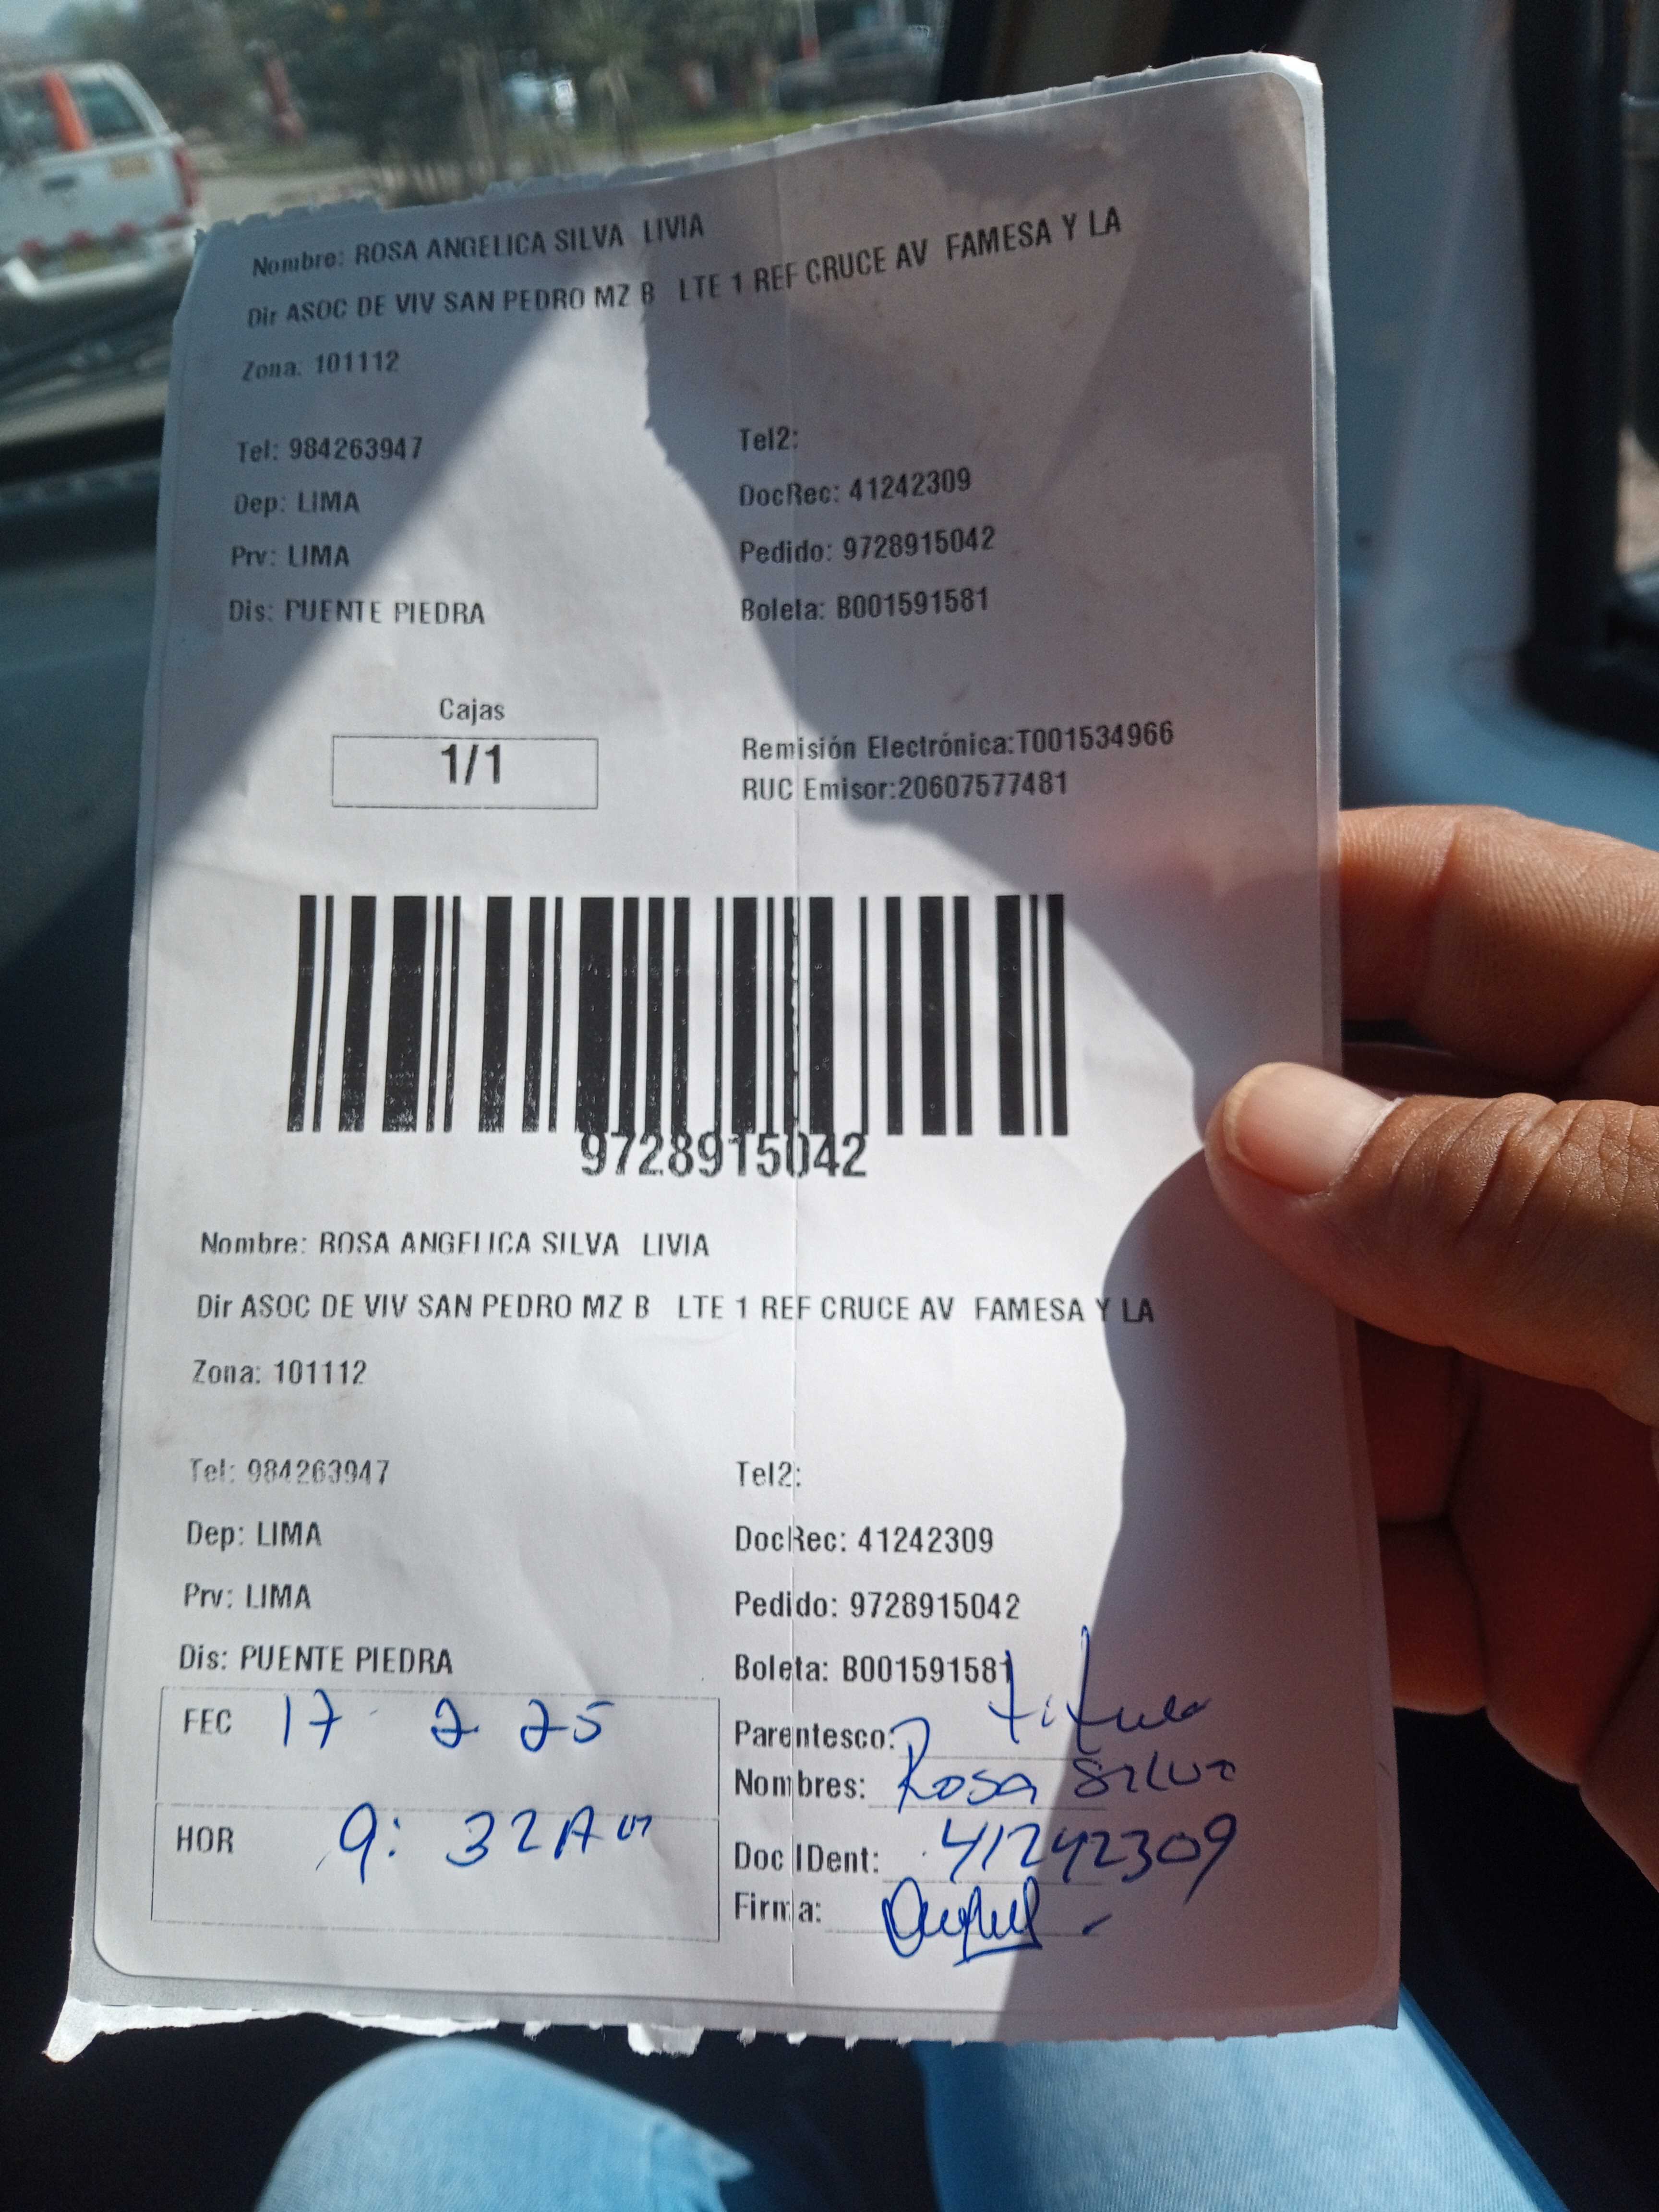 Nombre: ROSA ANGELICA SILVA LIVIA
Dir ASOC DE VIV SAN PEDRO MZ B LTE 1 REF CRUCE AV FAMESA Y LA
Zona: 101112
Tel: 984263947 Tel2:
Dep: LIMA DocRec: 41242309
Prv: LIMA Pedido: 9728915042
Dis: PUENTE PIEDRA Boleta: B001591581
Cajas
1/1
Remisión Electrónica:T001534966
RUC Emisor:20607577481
9728915042
Nombre: ROSA ANGELICA SILVA LIVIA
Dir ASOC DE VIV SAN PEDRO MZ B LTE 1 REF CRUCE AV FAMESA Y LA
Zona: 101112
Tel: 984263947 Tel2:
Dep: LIMA DocRec: 41242309
Prv: LIMA Pedido: 9728915042
Dis: PUENTE PIEDRA Boleta: B001591581
FEC 17 2 25 Parentesco:
Nombres: Rosa Silva
HOR 9: 32 AM Doc IDent: 41242309
Firma: